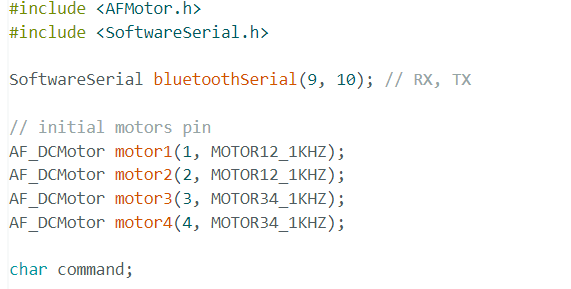 #include <AFMotor.h>
#include <SoftwareSerial.h>
SoftwareSerial bluetoothSerial(9, 10); // RX, TX
// initial motors pin
AF_DCMotor motor1(1, MOTOR12_1KHZ);
AF_DCMotor motor2(2, MOTOR12_1KHZ);
AF_DCMotor motor3(3, MOTOR34_1KHZ);
AF_DCMotor motor4(4, MOTOR34_1KHZ);
char command;